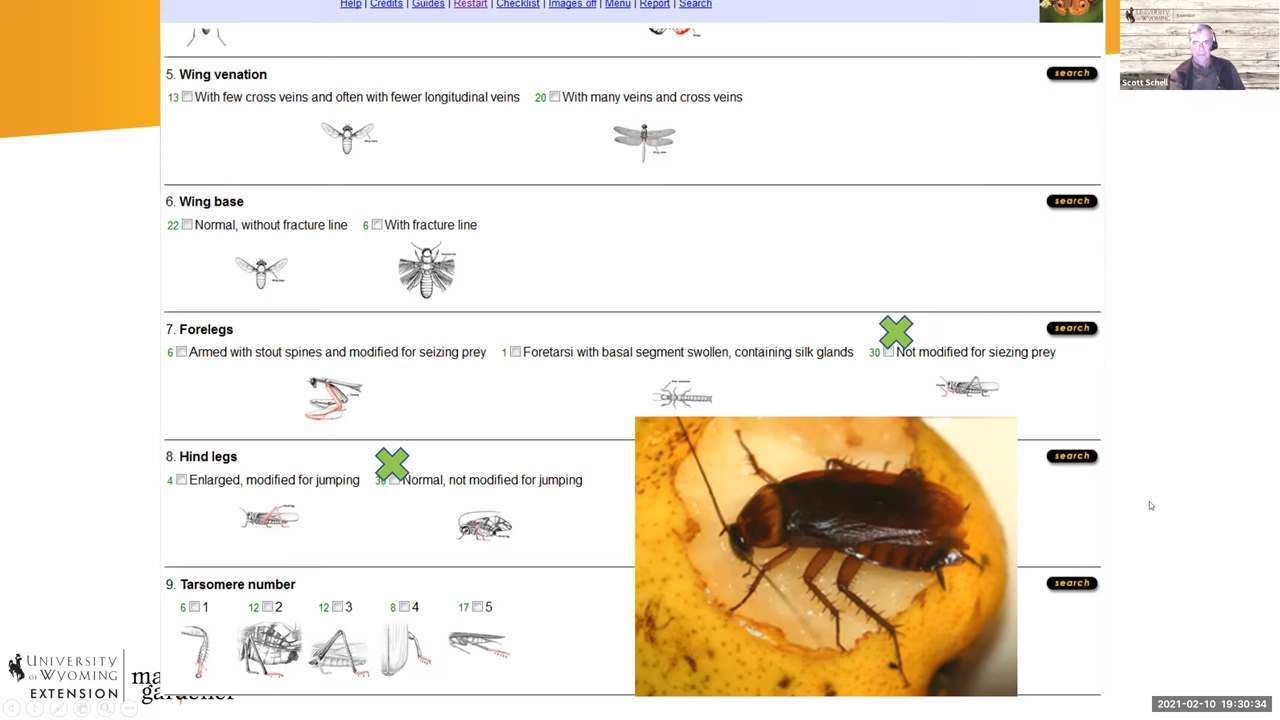 Help | Credits | Guides | Restart | Checklist | Images off | Menu | Report | Search
UNIVERSITY OF WYOMING Extension
Scott Schell
5. Wing venation search
13 With few cross veins and often with fewer longitudinal veins 20 With many veins and cross veins
6. Wing base search
22 Normal, without fracture line 6 With fracture line
7. Forelegs search
6 Armed with stout spines and modified for seizing prey 1 Foretarsi with basal segment swollen, containing silk glands 30 Not modified for siezing prey
8. Hind legs search
4 Enlarged, modified for jumping Normal, not modified for jumping
9. Tarsomere number search
6 1 12 2 12 3 8 4 17 5
UNIVERSITY
OF WYOMING
EXTENSION
2021-02-10 19:30:34